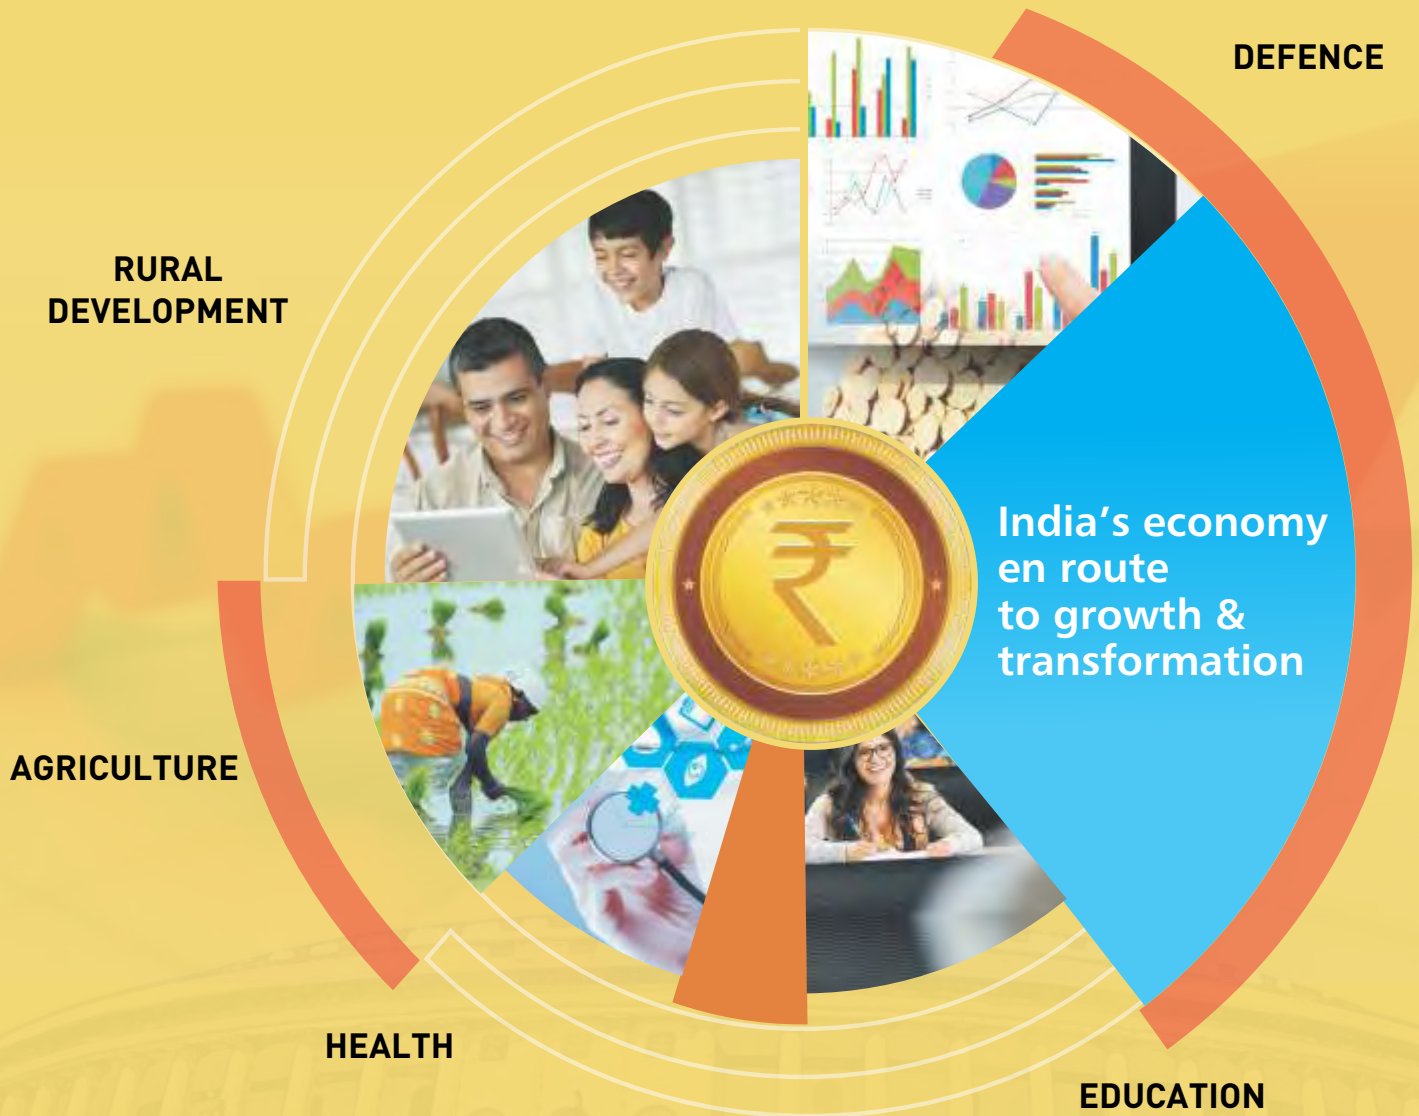 DEFENCE
RURAL
DEVELOPMENT
India’s economy
en route
to growth &
transformation
₹
AGRICULTURE
HEALTH
EDUCATION